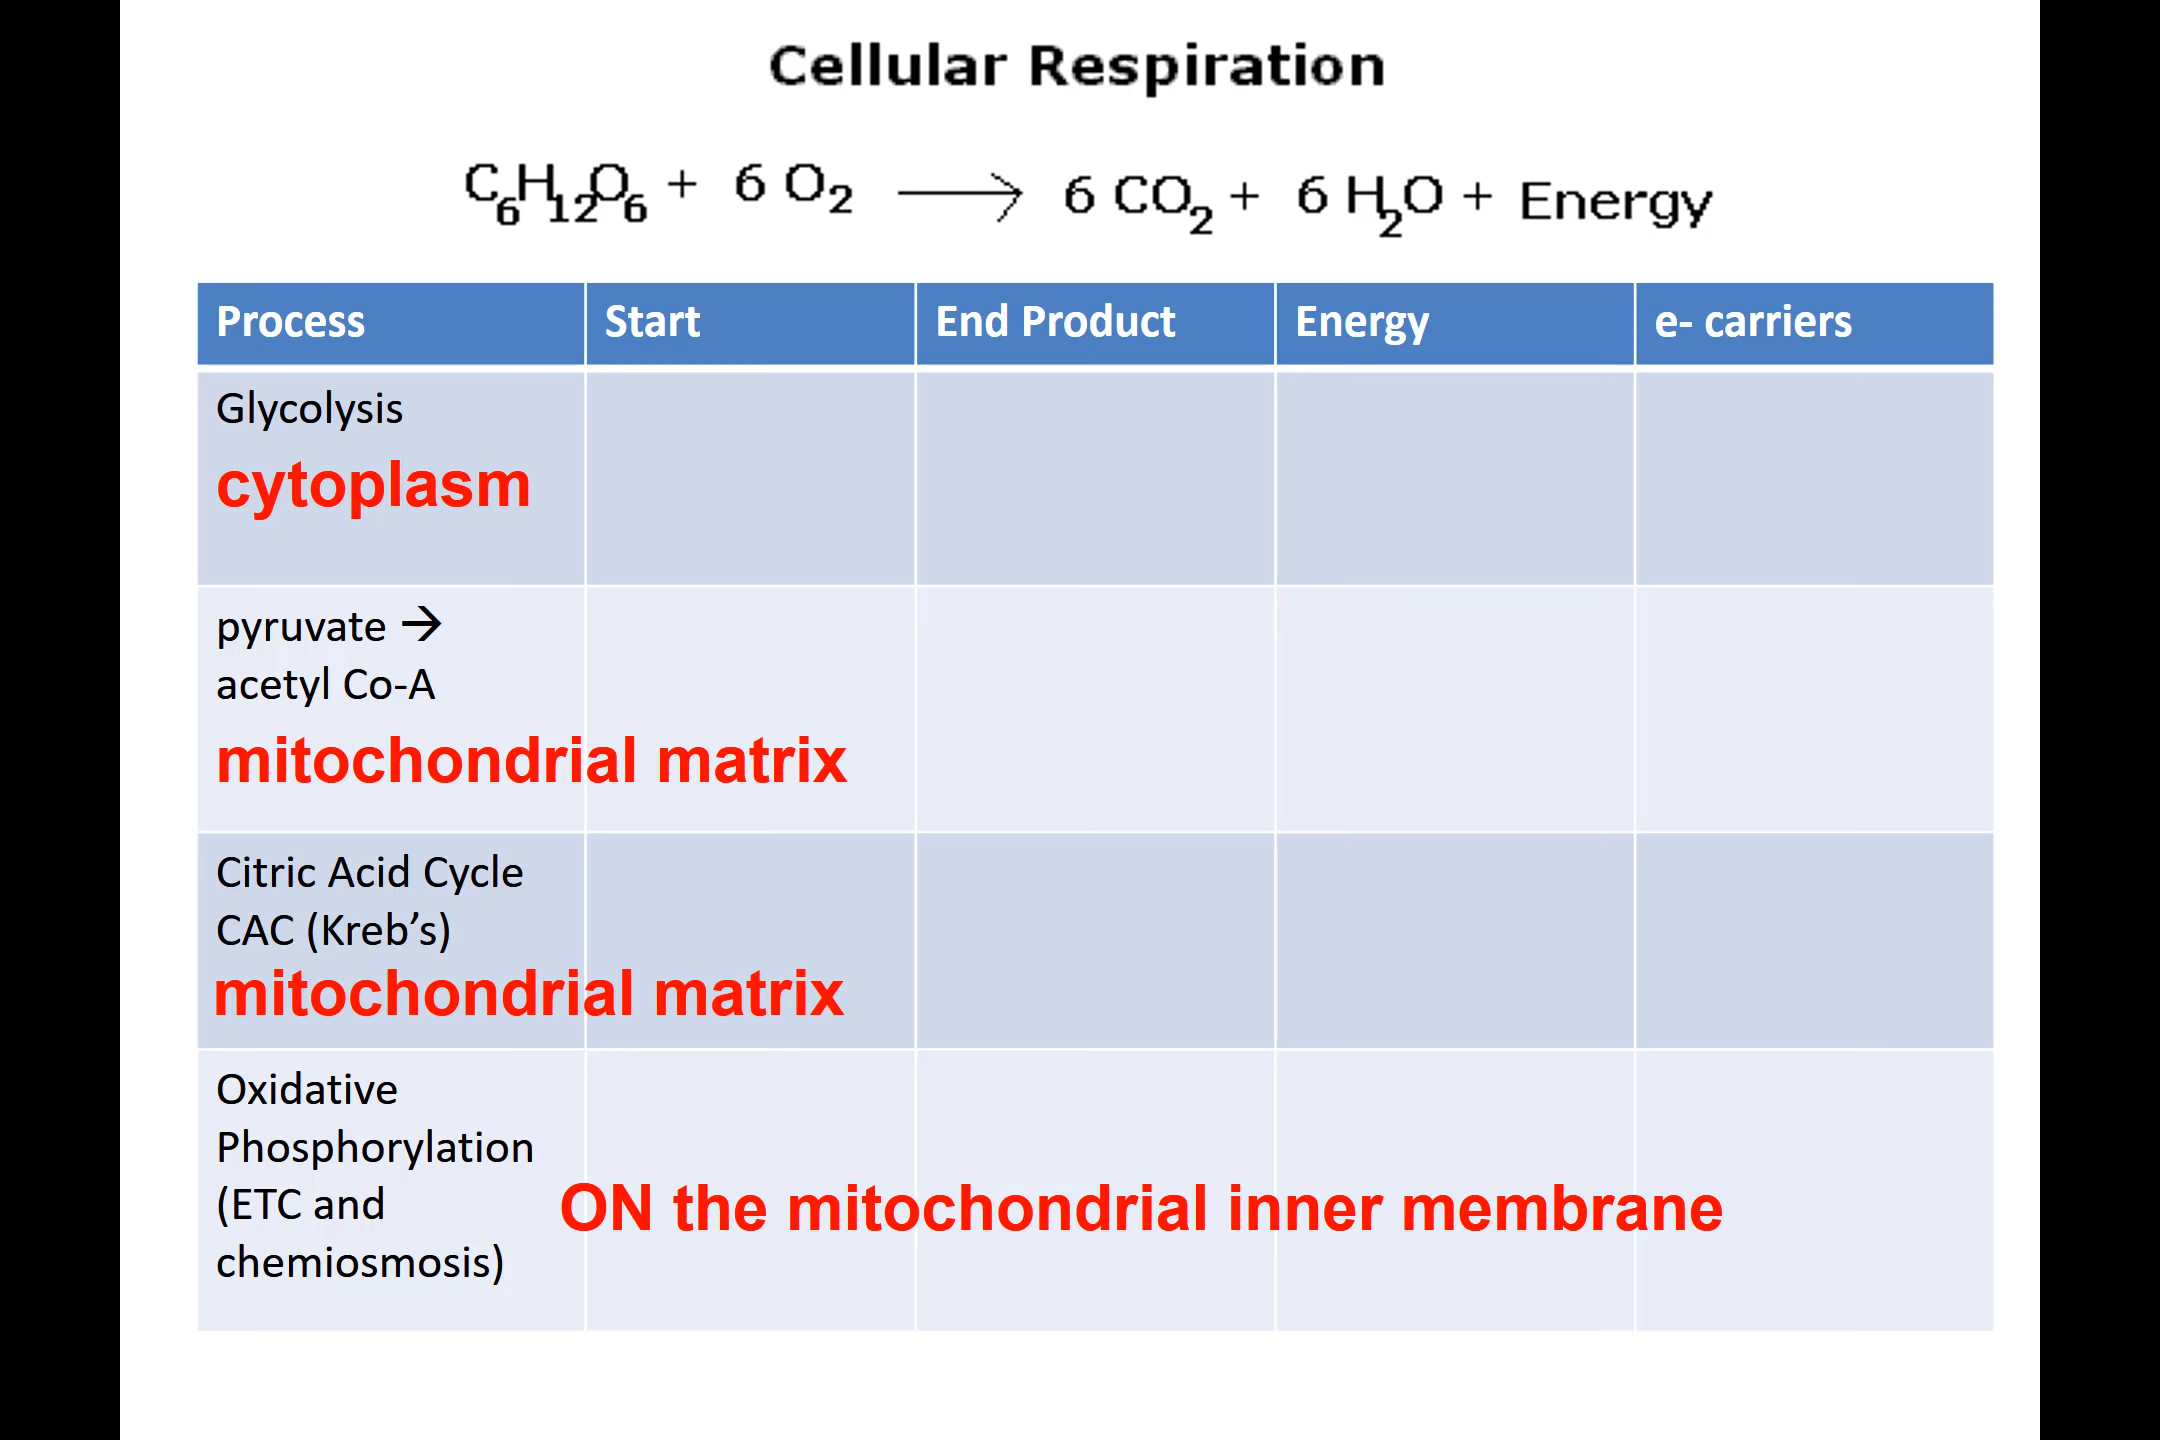 Cellular Respiration
C6H12O6 + 6 O2 → 6 CO2 + 6 H2O + Energy
Process Start End Product Energy e- carriers
Glycolysis
cytoplasm
pyruvate →
acetyl Co-A
mitochondrial matrix
Citric Acid Cycle
CAC (Kreb’s)
mitochondrial matrix
Oxidative
Phosphorylation
(ETC and
chemiosmosis)
ON the mitochondrial inner membrane